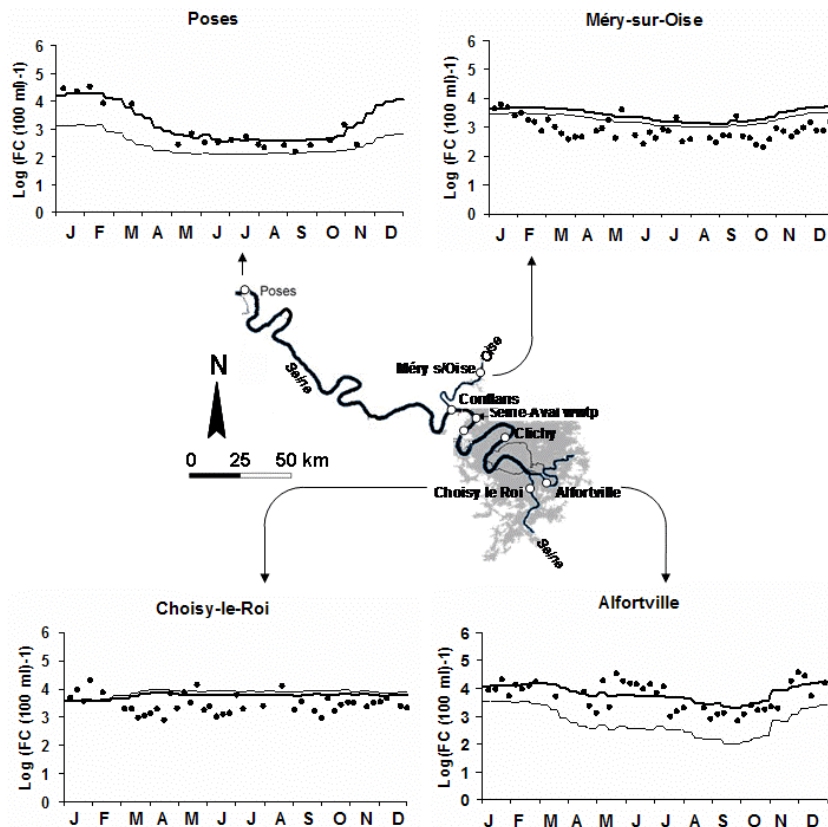 Poses
Méry-sur-Oise
Log (FC (100 ml)-1)
6
5
4
3
2
1
0
J F M A M J J A S O N D
Log (FC (100 ml)-1)
6
5
4
3
2
1
0
J F M A M J J A S O N D
Poses
Oise
Méry s/Oise
Seine
N
Conflans
Seine-Aval wwtp
Clichy
0 25 50 km
Choisy le Roi
Alfortville
Seine
Choisy-le-Roi
Alfortville
Log (FC (100 ml)-1)
6
5
4
3
2
1
0
J F M A M J J A S O N D
Log(FC (100 ml)-1)
6
5
4
3
2
1
0
J F M A M J J A S O N D